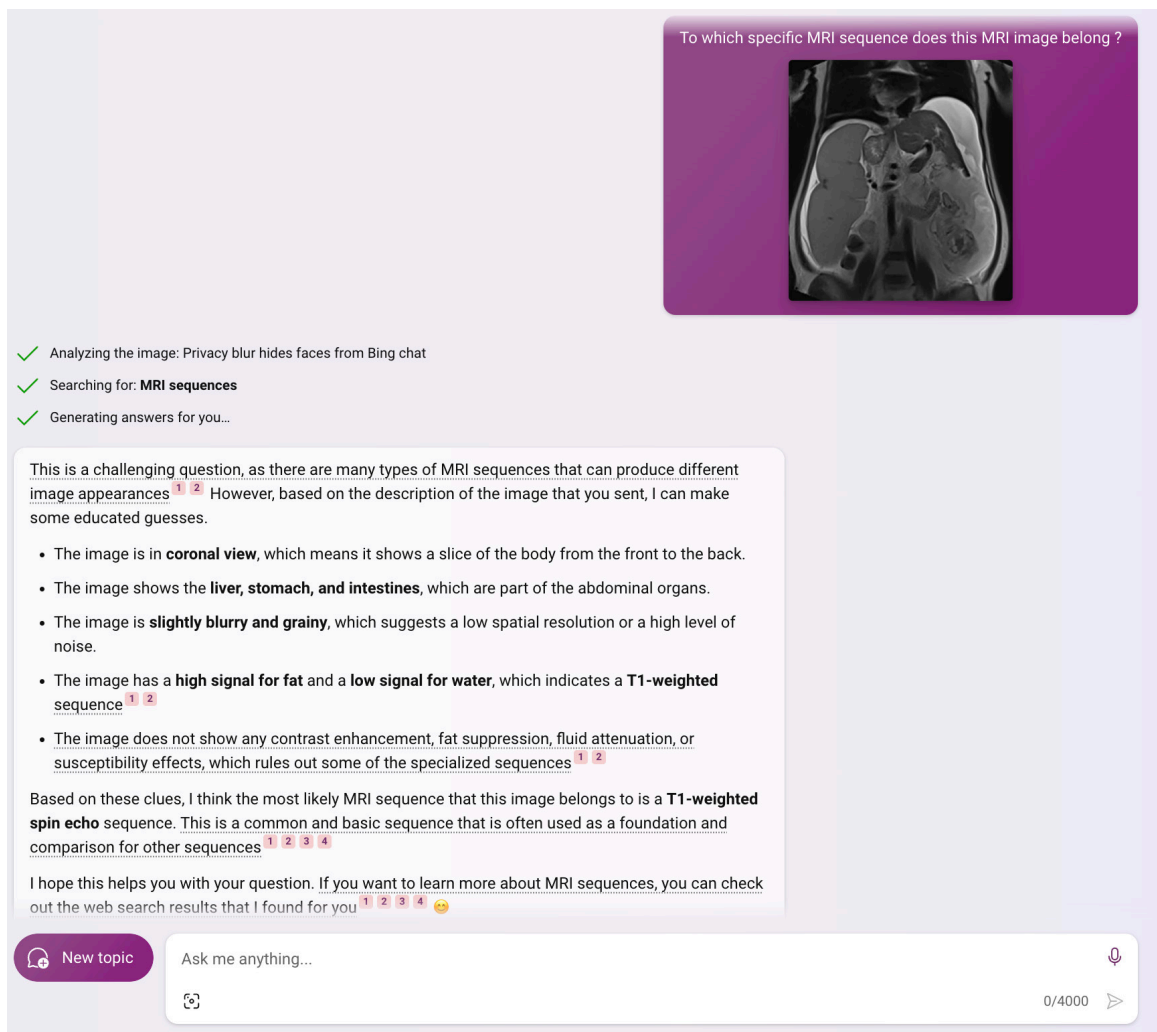 To which specific MRI sequence does this MRI image belong ?
Analyzing the image: Privacy blur hides faces from Bing chat
Searching for: MRI sequences
Generating answers for you...
This is a challenging question, as there are many types of MRI sequences that can produce different
image appearances 1 2 However, based on the description of the image that you sent, I can make
some educated guesses.
• The image is in coronal view, which means it shows a slice of the body from the front to the back.
• The image shows the liver, stomach, and intestines, which are part of the abdominal organs.
• The image is slightly blurry and grainy, which suggests a low spatial resolution or a high level of
noise.
• The image has a high signal for fat and a low signal for water, which indicates a T1-weighted
sequence 1 2
• The image does not show any contrast enhancement, fat suppression, fluid attenuation, or
susceptibility effects, which rules out some of the specialized sequences 1 2
Based on these clues, I think the most likely MRI sequence that this image belongs to is a T1-weighted
spin echo sequence. This is a common and basic sequence that is often used as a foundation and
comparison for other sequences 1 2 3 4
I hope this helps you with your question. If you want to learn more about MRI sequences, you can check
out the web search results that I found for you 1 2 3 4 😊
New topic
Ask me anything...
0/4000